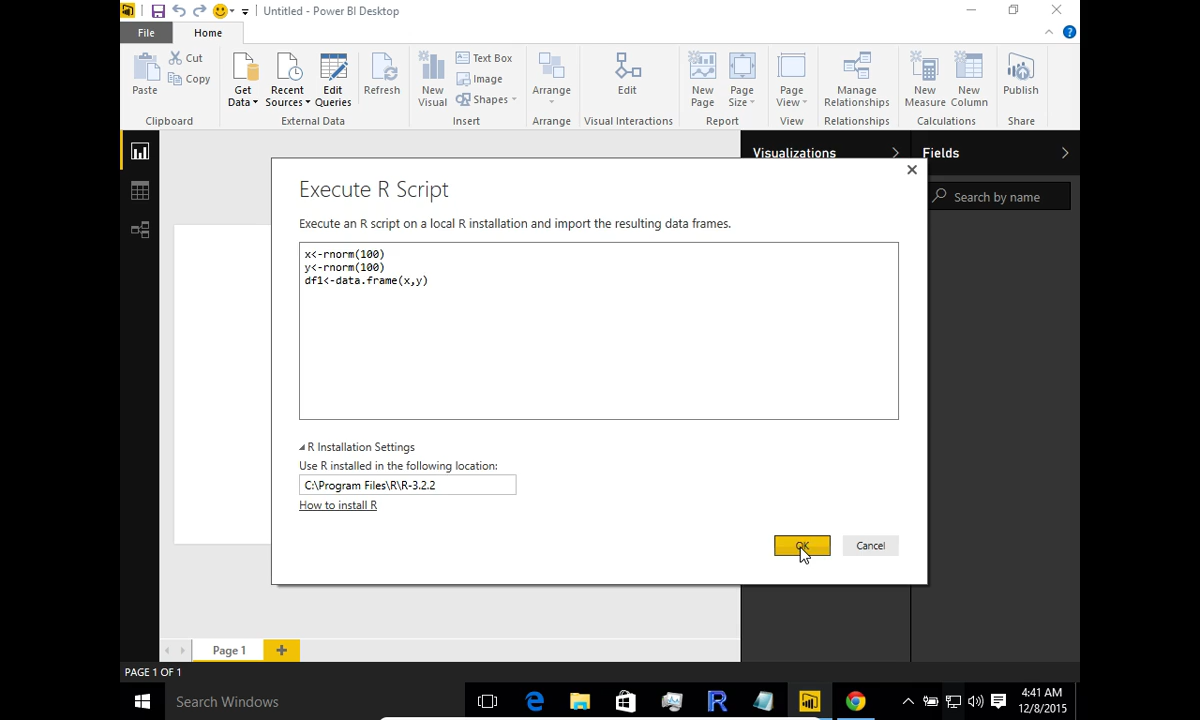 Untitled - Power BI Desktop
File
Home
Paste
Cut
Copy
Clipboard
Get Data
Recent Sources
Edit Queries
Refresh
External Data
New Visual
Text Box
Image
Shapes
Insert
Arrange
Arrange
Edit
Visual Interactions
New Page
Page Size
Report
Page View
View
Manage Relationships
Relationships
New Measure
New Column
Calculations
Publish
Share
Visualizations
Fields
Search by name
Execute R Script
Execute an R script on a local R installation and import the resulting data frames.
x<-rnorm(100)
y<-rnorm(100)
df1<-data.frame(x,y)
R Installation Settings
Use R installed in the following location:
C:\Program Files\R\R-3.2.2
How to install R
OK
Cancel
Page 1
PAGE 1 OF 1
Search Windows
4:41 AM
12/8/2015